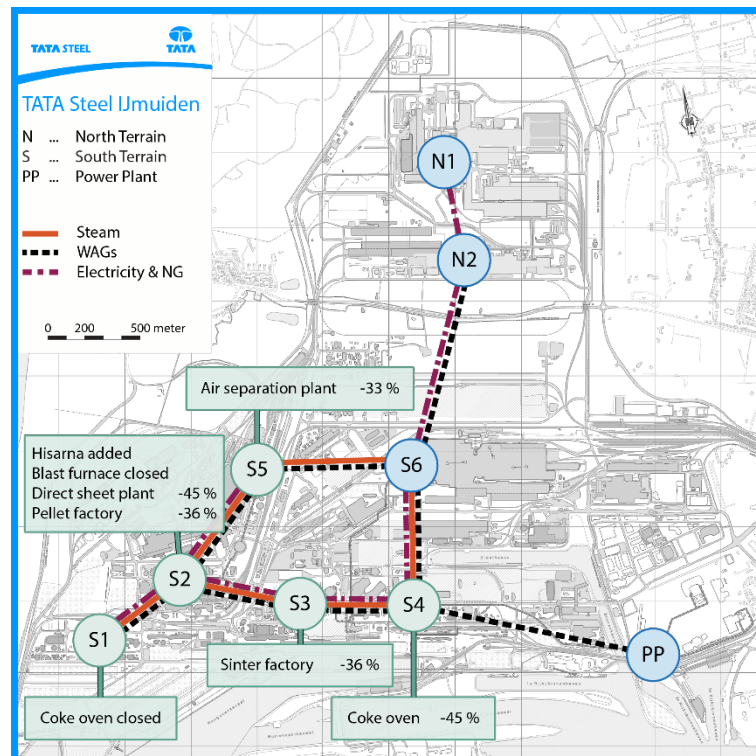 TATA STEEL
TATA
TATA Steel IJmuiden
N ... North Terrain
S ... South Terrain
PP ... Power Plant
Steam
WAGs
Electricity & NG
0 200 500 meter
N1
N2
Air separation plant -33 %
Hisarna added
Blast furnace closed
Direct sheet plant -45 %
Pellet factory -36 %
S5
S6
S2
S3
S4
S1
PP
Sinter factory -36 %
Coke oven closed
Coke oven -45 %